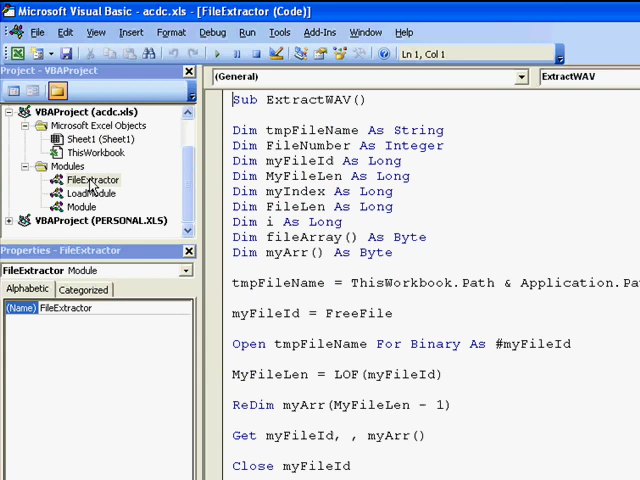 Microsoft Visual Basic - acdc.xls - [FileExtractor (Code)]
File Edit View Insert Format Debug Run Tools Add-Ins Window Help
Ln 1, Col 1
Project - VBAProject
(General) ExtractWAV
VBAProject (acdc.xls)
Microsoft Excel Objects
Sheet1 (Sheet1)
ThisWorkbook
Modules
FileExtractor
LoadModule
Module
VBAProject (PERSONAL.XLS)
Properties - FileExtractor
FileExtractor Module
Alphabetic Categorized
(Name) FileExtractor
Sub ExtractWAV()
Dim tmpFileName As String
Dim FileNumber As Integer
Dim myFileId As Long
Dim MyFileLen As Long
Dim myIndex As Long
Dim FileLen As Long
Dim i As Long
Dim fileArray() As Byte
Dim myArr() As Byte
tmpFileName = ThisWorkbook.Path & Application.Pa
myFileId = FreeFile
Open tmpFileName For Binary As #myFileId
MyFileLen = LOF(myFileId)
ReDim myArr(MyFileLen - 1)
Get myFileId, , myArr()
Close myFileId